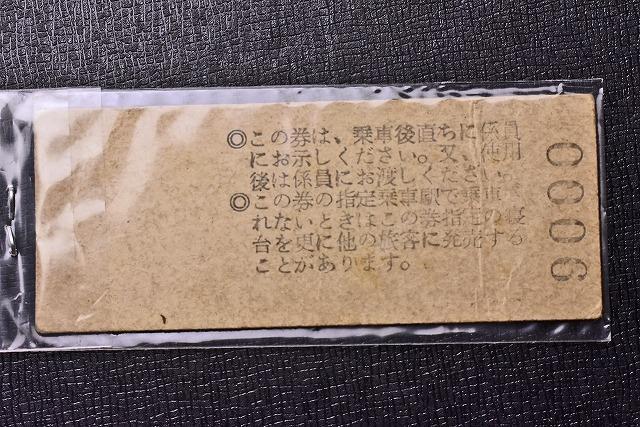 ◎この券は、乗車後直ちに係員
にお示しください。又、使用
後は係員にお渡しください。
◎この券の指定乗車駅で乗車
れないときはこの券に指定の寝
台を更に他の旅客に発売する
ことがあります。
0609